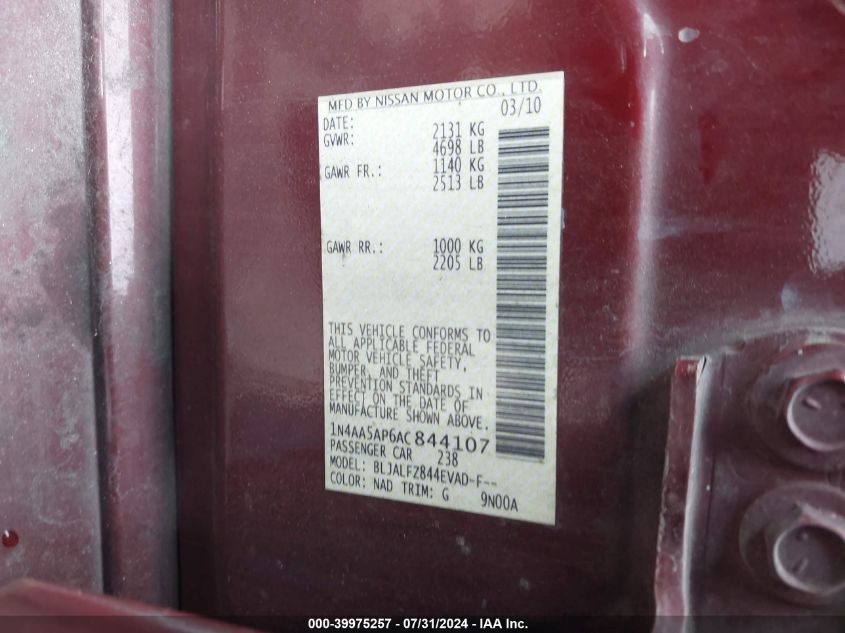 MFD BY NISSAN MOTOR CO., LTD.
DATE: 03/10
GVWR: 2131 KG
4698 LB
GAWR FR.: 1140 KG
2513 LB
GAWR RR.: 1000 KG
2205 LB
THIS VEHICLE CONFORMS TO
ALL APPLICABLE FEDERAL
MOTOR VEHICLE SAFETY,
BUMPER, AND THEFT
PREVENTION STANDARDS IN
EFFECT ON THE DATE OF
MANUFACTURE SHOWN ABOVE.
1N4AA5AP6AC844107
PASSENGER CAR 238
MODEL: BLJALFZ844EVAD-F--
COLOR: NAD TRIM: G 9N00A
000-39975257 - 07/31/2024 - IAA Inc.